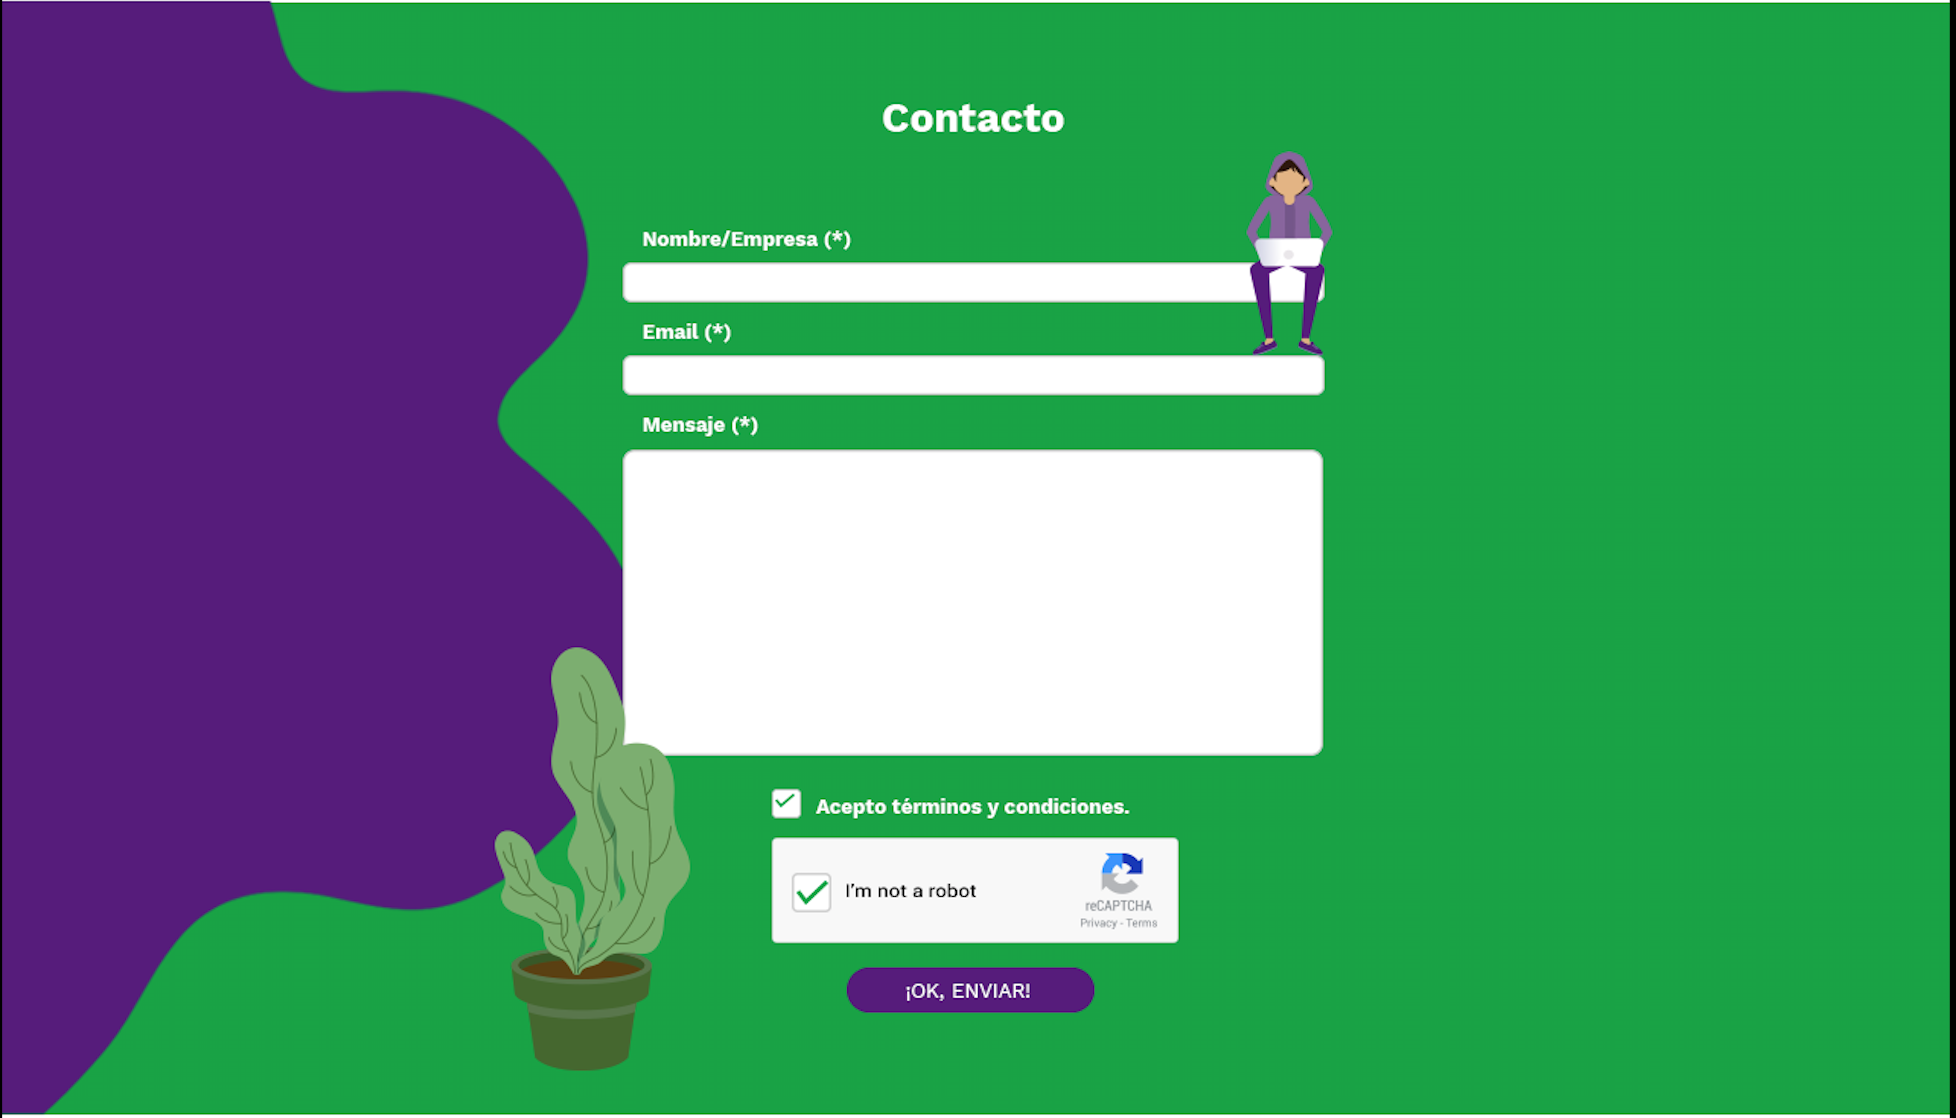 Contacto
Nombre/Empresa (*)
Email (*)
Mensaje (*)
Acepto términos y condiciones.
I'm not a robot
reCAPTCHA
Privacy - Terms
¡OK, ENVIAR!